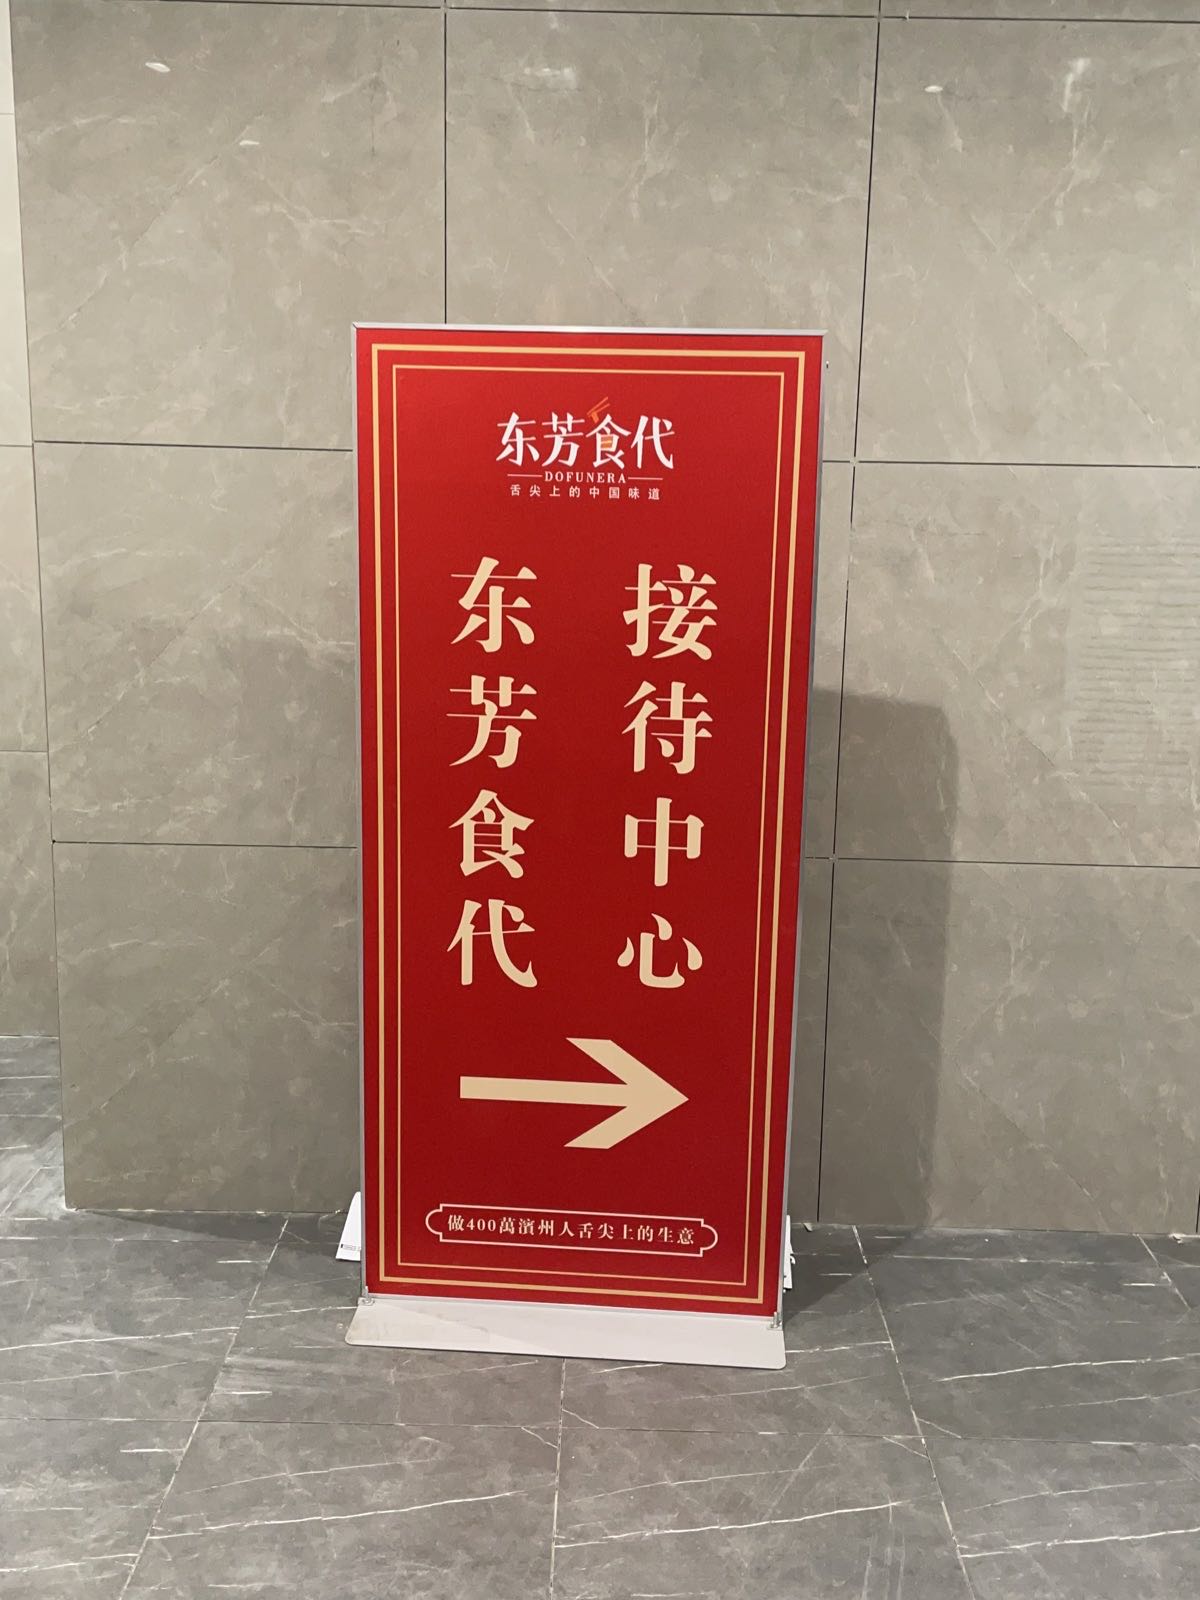 东芳食代
DOFUNERA
舌尖上的中国味道
东芳食代
接待中心
做400萬濱州人舌尖上的生意